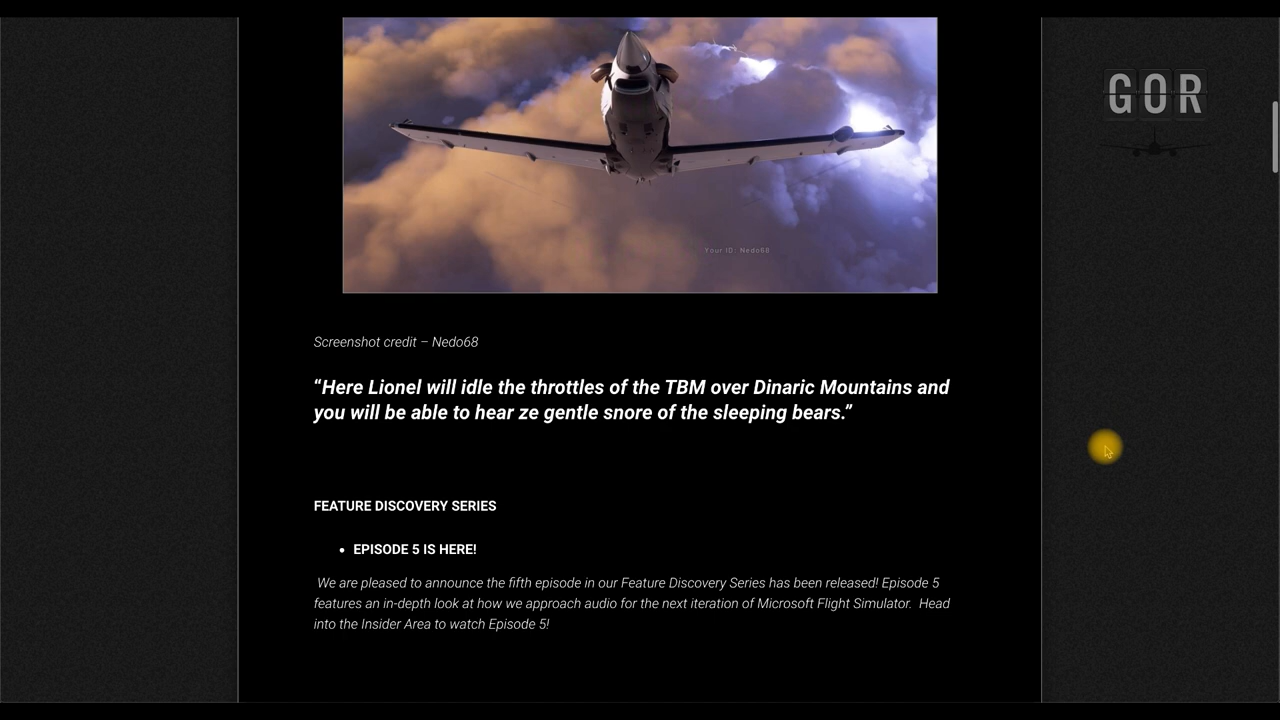 GOR
Your ID: Nedo68
Screenshot credit – Nedo68
“Here Lionel will idle the throttles of the TBM over Dinaric Mountains and
you will be able to hear ze gentle snore of the sleeping bears.”
FEATURE DISCOVERY SERIES
• EPISODE 5 IS HERE!
We are pleased to announce the fifth episode in our Feature Discovery Series has been released! Episode 5
features an in-depth look at how we approach audio for the next iteration of Microsoft Flight Simulator. Head
into the Insider Area to watch Episode 5!